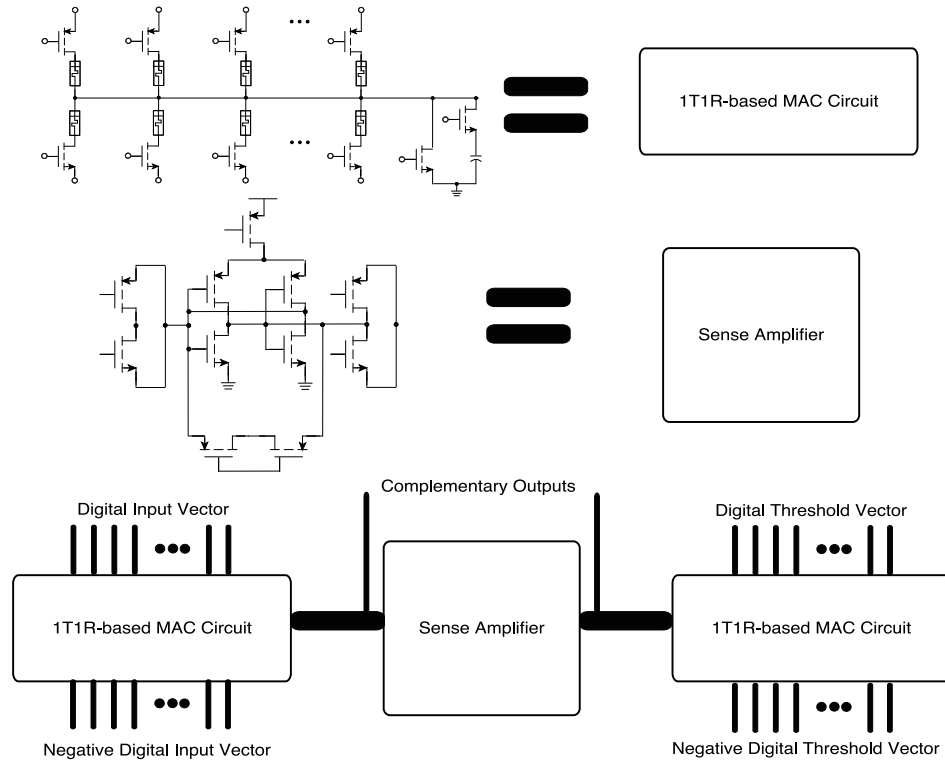 1T1R-based MAC Circuit
Sense Amplifier
Complementary Outputs
Digital Input Vector
Digital Threshold Vector
1T1R-based MAC Circuit
Sense Amplifier
1T1R-based MAC Circuit
Negative Digital Input Vector
Negative Digital Threshold Vector